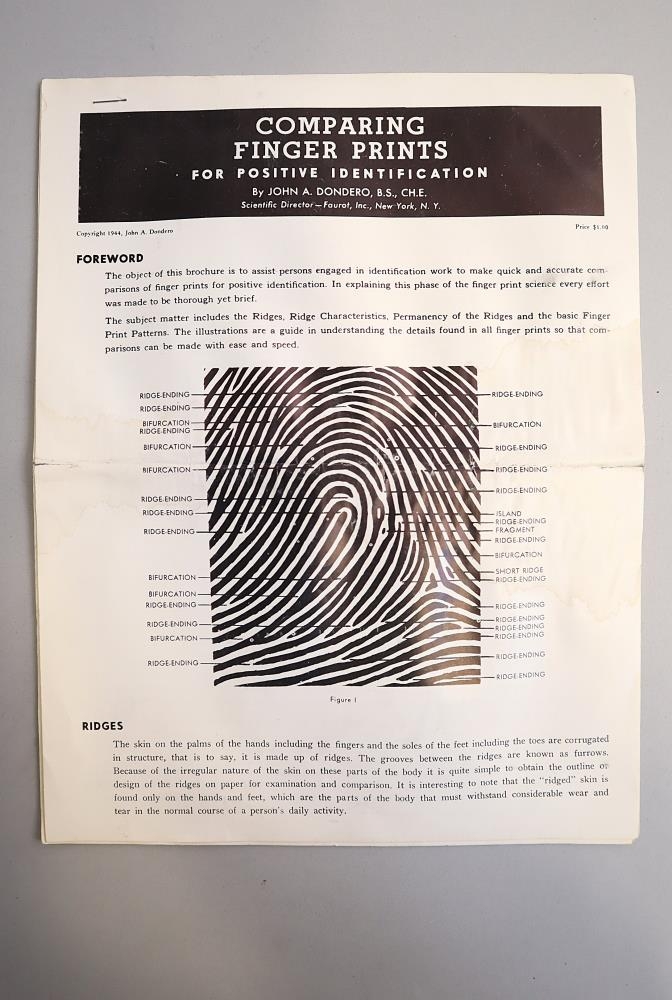 COMPARING
FINGER PRINTS
FOR POSITIVE IDENTIFICATION
By JOHN A. DONDERO, B.S., CH.E.
Scientific Director—Faurot, Inc., New York, N. Y.
Copyright 1944, John A. Dondero
Price $1.00
FOREWORD
The object of this brochure is to assist persons engaged in identification work to make quick and accurate com-
parisons of finger prints for positive identification. In explaining this phase of the finger print science every effort
was made to be thorough yet brief.
The subject matter includes the Ridges, Ridge Characteristics, Permanency of the Ridges and the basic Finger
Print Patterns. The illustrations are a guide in understanding the details found in all finger prints so that com-
parisons can be made with ease and speed.
RIDGE-ENDING
RIDGE-ENDING
BIFURCATION
RIDGE-ENDING
BIFURCATION
BIFURCATION
RIDGE-ENDING
RIDGE-ENDING
RIDGE-ENDING
BIFURCATION
BIFURCATION
RIDGE-ENDING
RIDGE-ENDING
BIFURCATION
RIDGE-ENDING
RIDGE-ENDING
BIFURCATION
RIDGE-ENDING
RIDGE-ENDING
RIDGE-ENDING
ISLAND
RIDGE-ENDING
FRAGMENT
RIDGE-ENDING
BIFURCATION
SHORT RIDGE
RIDGE-ENDING
RIDGE-ENDING
RIDGE-ENDING
RIDGE-ENDING
RIDGE-ENDING
RIDGE-ENDING
RIDGE-ENDING
Figure 1
RIDGES
The skin on the palms of the hands including the fingers and the soles of the feet including the toes are corrugated
in structure, that is to say, it is made up of ridges. The grooves between the ridges are known as furrows.
Because of the irregular nature of the skin on these parts of the body it is quite simple to obtain the outline or
design of the ridges on paper for examination and comparison. It is interesting to note that the "ridged" skin is
found only on the hands and feet, which are the parts of the body that must withstand considerable wear and
tear in the normal course of a person's daily activity.